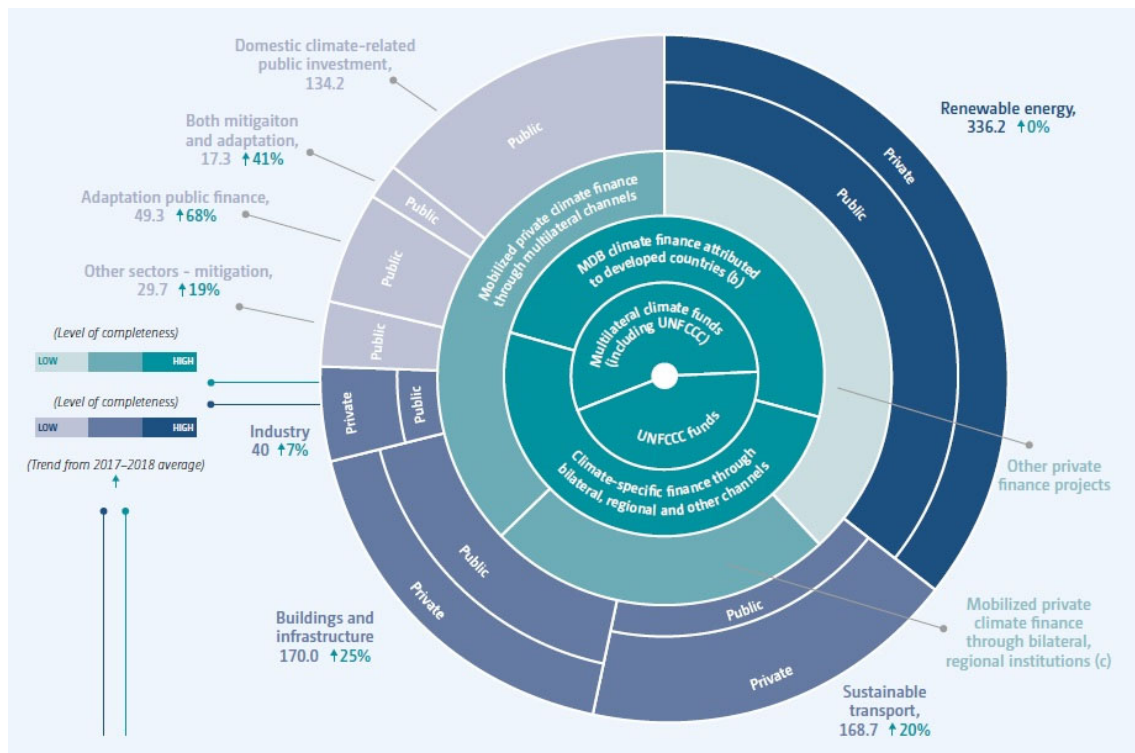 Domestic climate-related
public investment,
134.2
Both mitigaiton
and adaptation,
17.3 ↑41%
Adaptation public finance,
49.3 ↑68%
Other sectors - mitigation,
29.7 ↑19%
(Level of completeness)
LOW HIGH
(Level of completeness)
LOW HIGH
(Trend from 2017–2018 average)
↑
Industry
40 ↑7%
Buildings and
infrastructure
170.0 ↑25%
Sustainable
transport,
168.7 ↑20%
Renewable energy,
336.2 ↑0%
Other private
finance projects
Mobilized private
climate finance
through bilateral,
regional institutions (c)
Public
Public
Public
Public
Private
Public
Public
Private
Public
Private
Public
Private
Mobilized private climate finance
through multilateral channels
MDB climate finance attributed
to developed countries (b)
Multilateral climate funds
(including UNFCCC)
UNFCCC funds
Climate-specific finance through
bilateral, regional and other channels